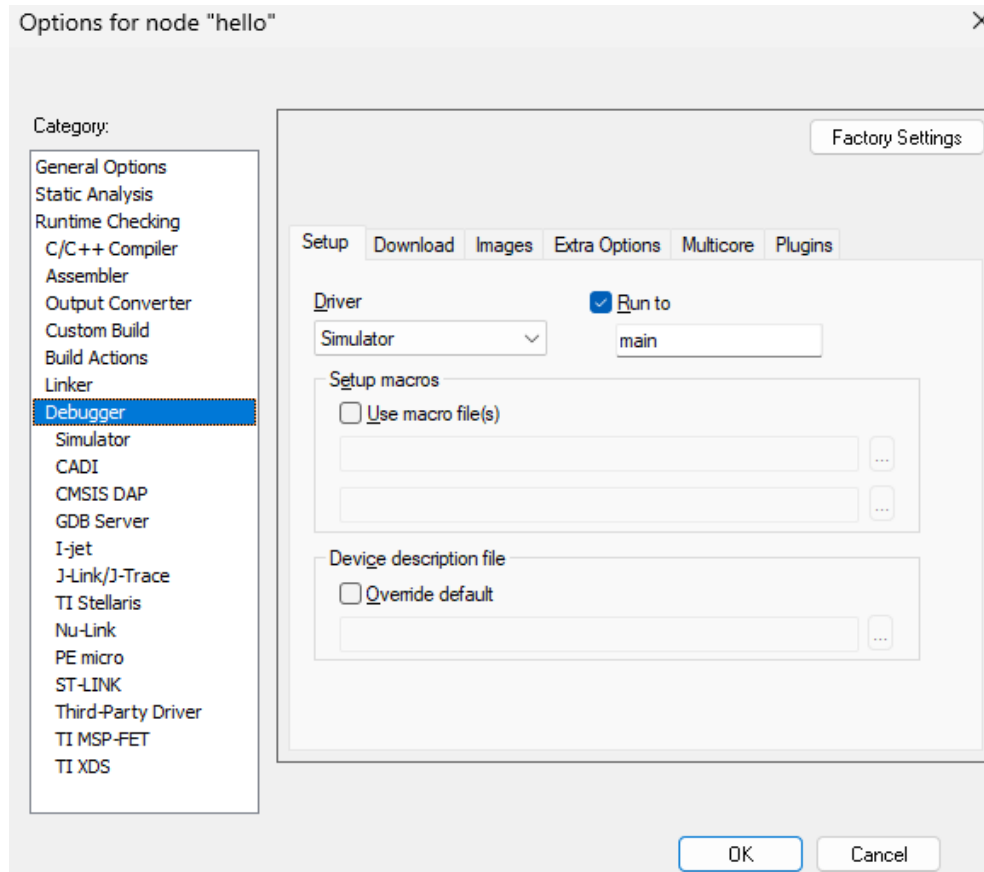 Options for node "hello"
Category:
General Options
Static Analysis
Runtime Checking
C/C++ Compiler
Assembler
Output Converter
Custom Build
Build Actions
Linker
Debugger
Simulator
CADI
CMSIS DAP
GDB Server
I-jet
J-Link/J-Trace
TI Stellaris
Nu-Link
PE micro
ST-LINK
Third-Party Driver
TI MSP-FET
TI XDS
Factory Settings
Setup Download Images Extra Options Multicore Plugins
Driver Run to
Simulator main
Setup macros
Use macro file(s)
...
...
Device description file
Override default
...
OK Cancel